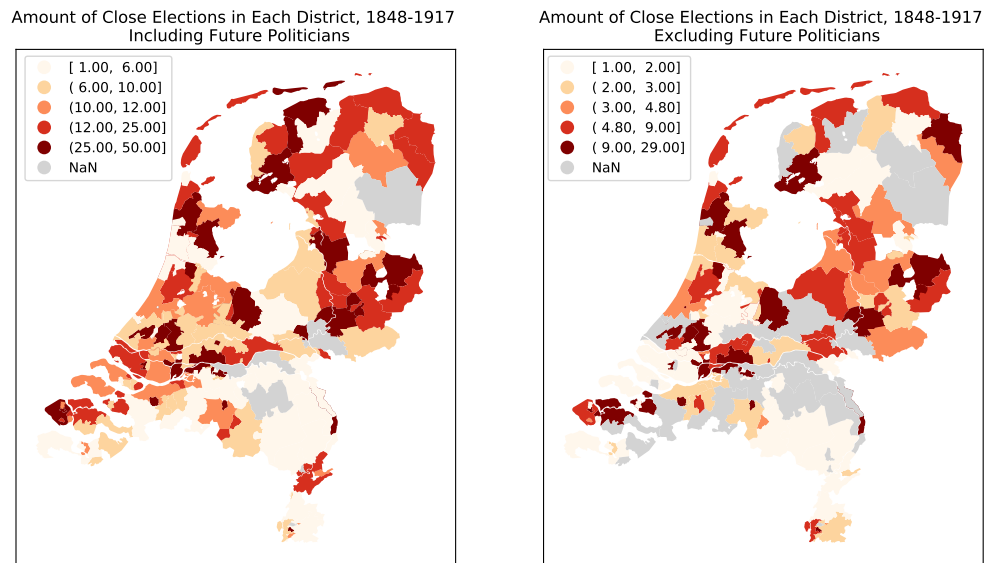 Amount of Close Elections in Each District, 1848-1917
Including Future Politicians
[ 1.00, 6.00]
( 6.00, 10.00]
(10.00, 12.00]
(12.00, 25.00]
(25.00, 50.00]
NaN
Amount of Close Elections in Each District, 1848-1917
Excluding Future Politicians
[ 1.00, 2.00]
( 2.00, 3.00]
( 3.00, 4.80]
( 4.80, 9.00]
( 9.00, 29.00]
NaN